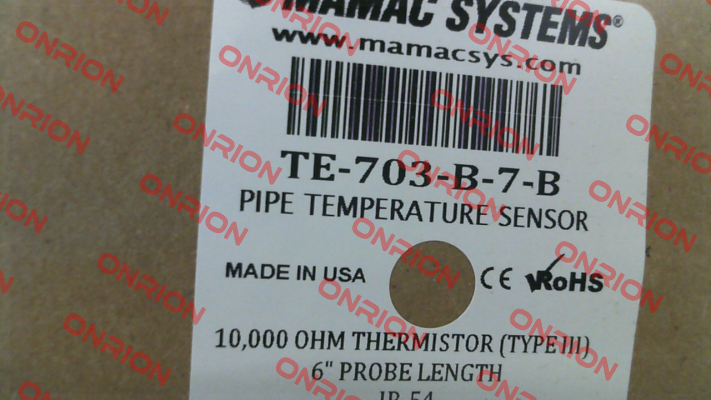 MAMAC SYSTEMS®
www.mamacsys.com
TE-703-B-7-B
PIPE TEMPERATURE SENSOR
MADE IN USA CE RoHS
10,000 OHM THERMISTOR (TYPE III)
6" PROBE LENGTH
ONRION